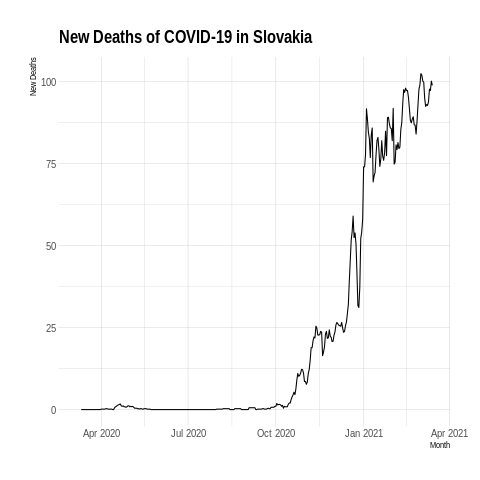 New Deaths of COVID-19 in Slovakia
New Deaths
100
75
50
25
0
Apr 2020 Jul 2020 Oct 2020 Jan 2021 Apr 2021
Month